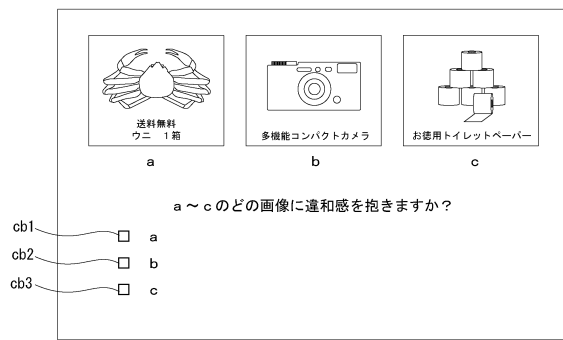 送料無料
ウニ　1箱
多機能コンパクトカメラ
お徳用トイレットペーパー
a
b
c
a～cのどの画像に違和感を抱きますか？
cb1
a
cb2
b
cb3
c